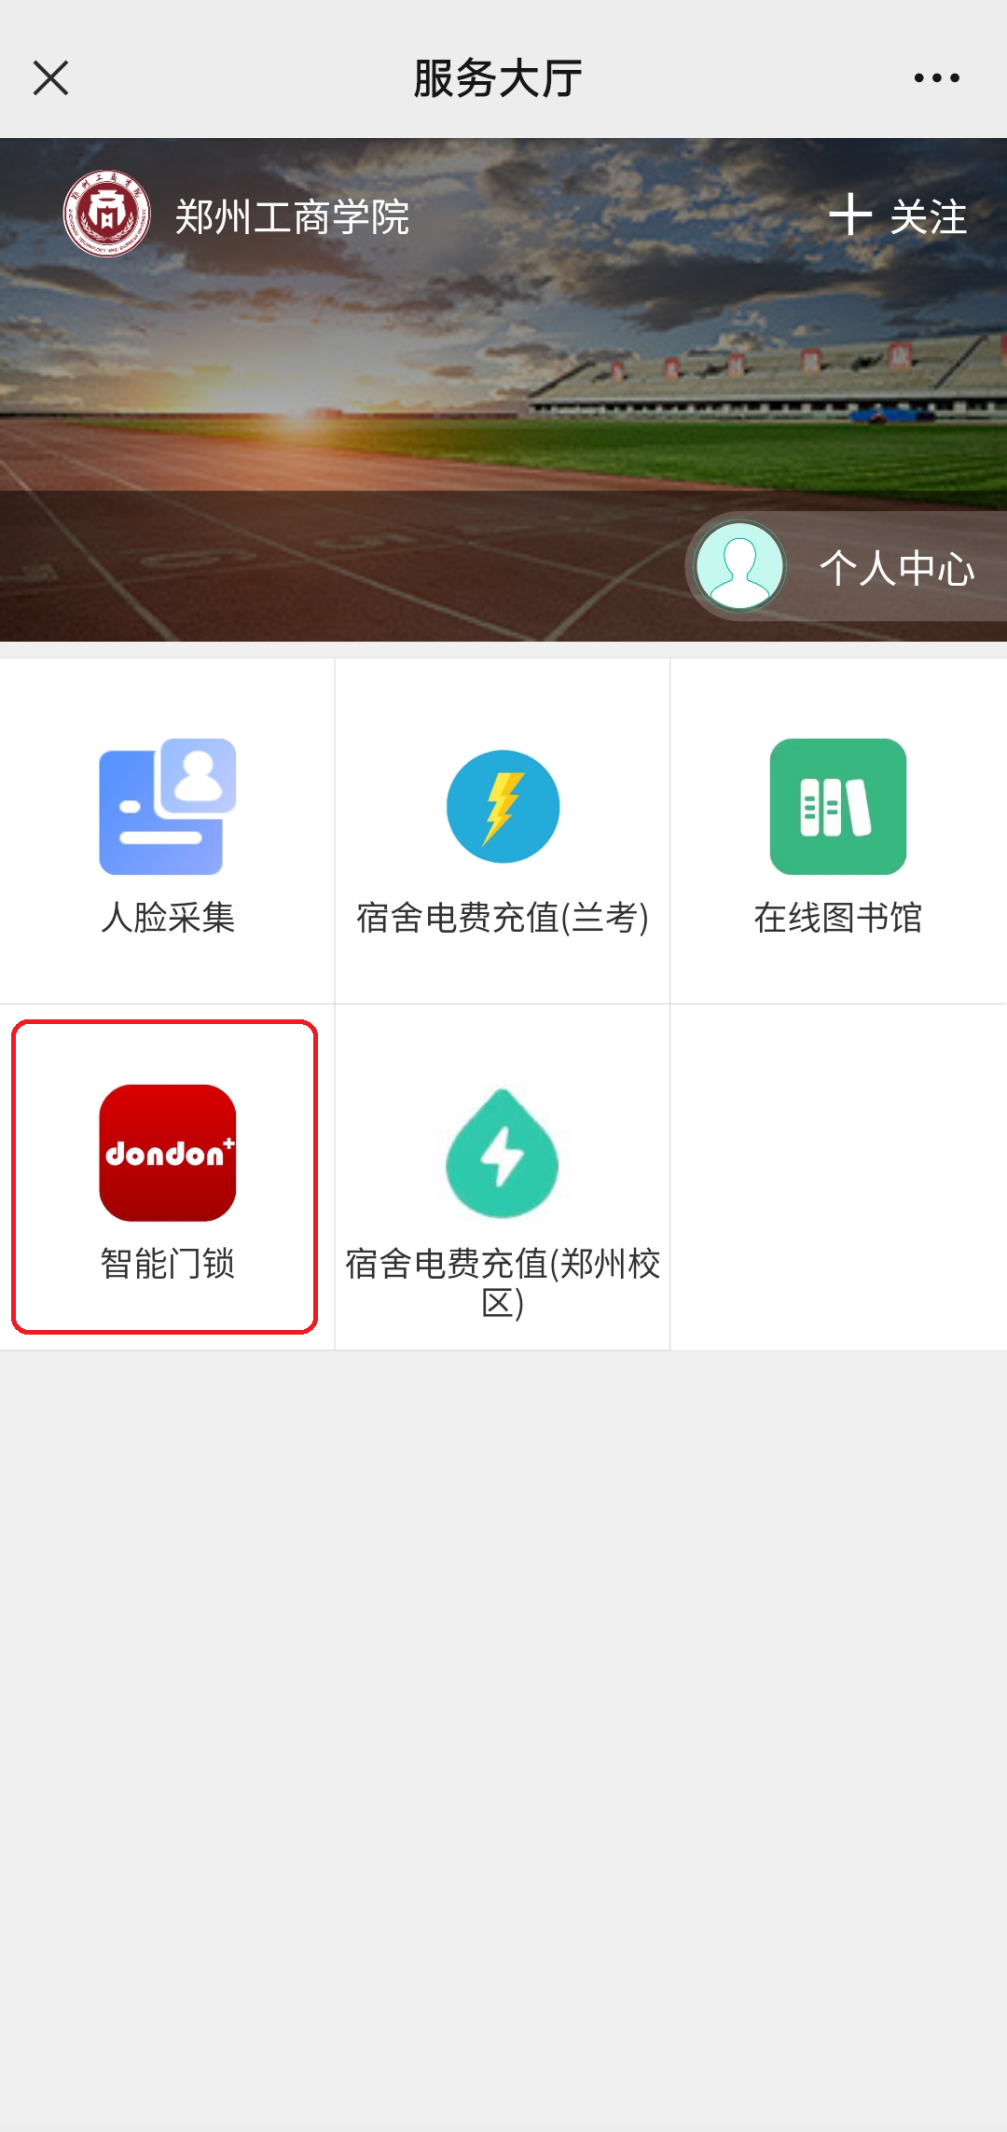 服务大厅
郑州工商学院
关注
个人中心
人脸采集
宿舍电费充值(兰考)
在线图书馆
dondon+
智能门锁
宿舍电费充值(郑州校
区)